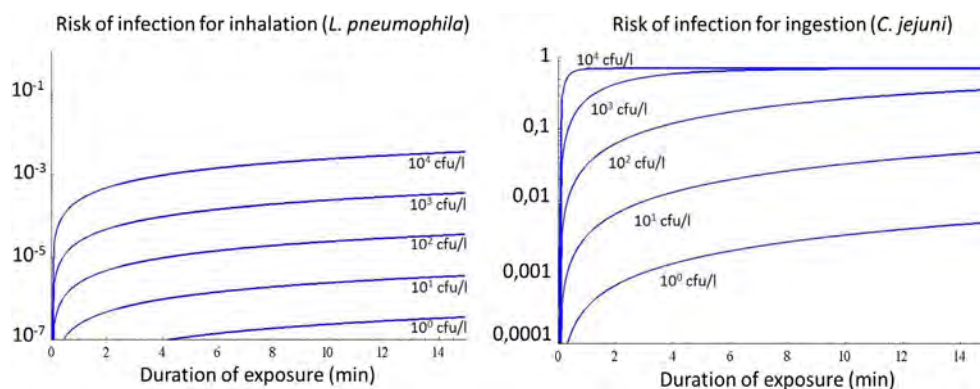 Risk of infection for inhalation (L. pneumophila)
10⁻¹
10⁻³
10⁻⁵
10⁻⁷
10⁴ cfu/l
10³ cfu/l
10² cfu/l
10¹ cfu/l
10⁰ cfu/l
0 2 4 6 8 10 12 14
Duration of exposure (min)
Risk of infection for ingestion (C. jejuni)
1
0,1
0,01
0,001
0,0001
10⁴ cfu/l
10³ cfu/l
10² cfu/l
10¹ cfu/l
10⁰ cfu/l
0 2 4 6 8 10 12 14
Duration of exposure (min)